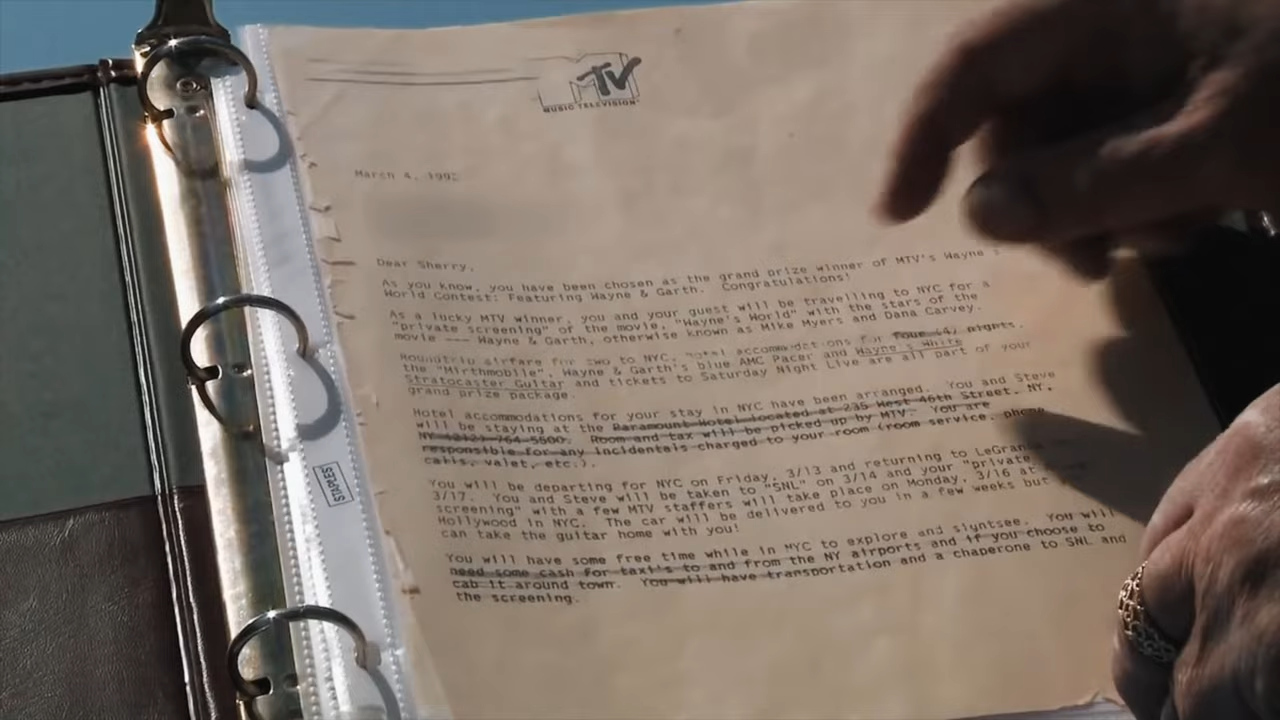 MTV
MUSIC TELEVISION
March 4, 1992
Dear Sherry,
As you know, you have been chosen as the grand prize winner of MTV's Wayne's
World Contest: Featuring Wayne & Garth. Congratulations!
As a lucky MTV winner, you and your guest will be travelling to NYC for a
"private screening" of the movie, "Wayne's World" with the stars of the
movie --- Wayne & Garth, otherwise known as Mike Myers and Dana Carvey.
Roundtrip airfare for two to NYC, hotel accommodations for four (4) nights,
the "Mirthmobile", Wayne & Garth's blue AMC Pacer and Wayne's White
Stratocaster Guitar and tickets to Saturday Night Live are all part of your
grand prize package.
Hotel accommodations for your stay in NYC have been arranged. You and Steve
will be staying at the Paramount Hotel located at 235 West 46th Street, NY,
NY (212) 764-5500. Room and tax will be picked up by MTV. You are
responsible for any incidentals charged to your room (room service, phone
calls, valet, etc.).
You will be departing for NYC on Friday, 3/13 and returning to
3/17. You and Steve will be taken to "SNL" on 3/14 and your "private
screening" with a few MTV staffers will take place on Monday, 3/16 at
Hollywood in NYC. The car will be delivered to you in a few weeks but
can take the guitar home with you!
You will have some free time while in NYC to explore and You will
need some cash for taxi's to and from the NY airports and if you choose to
cab it around town. You will have transportation and a chaperone to SNL and
the screening.
STAPLES